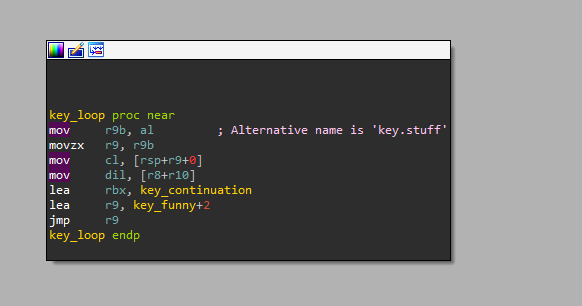 key_loop proc near
mov r9b, al ; Alternative name is 'key.stuff'
movzx r9, r9b
mov cl, [rsp+r9+0]
mov dil, [r8+r10]
lea rbx, key_continuation
lea r9, key_funny+2
jmp r9
key_loop endp